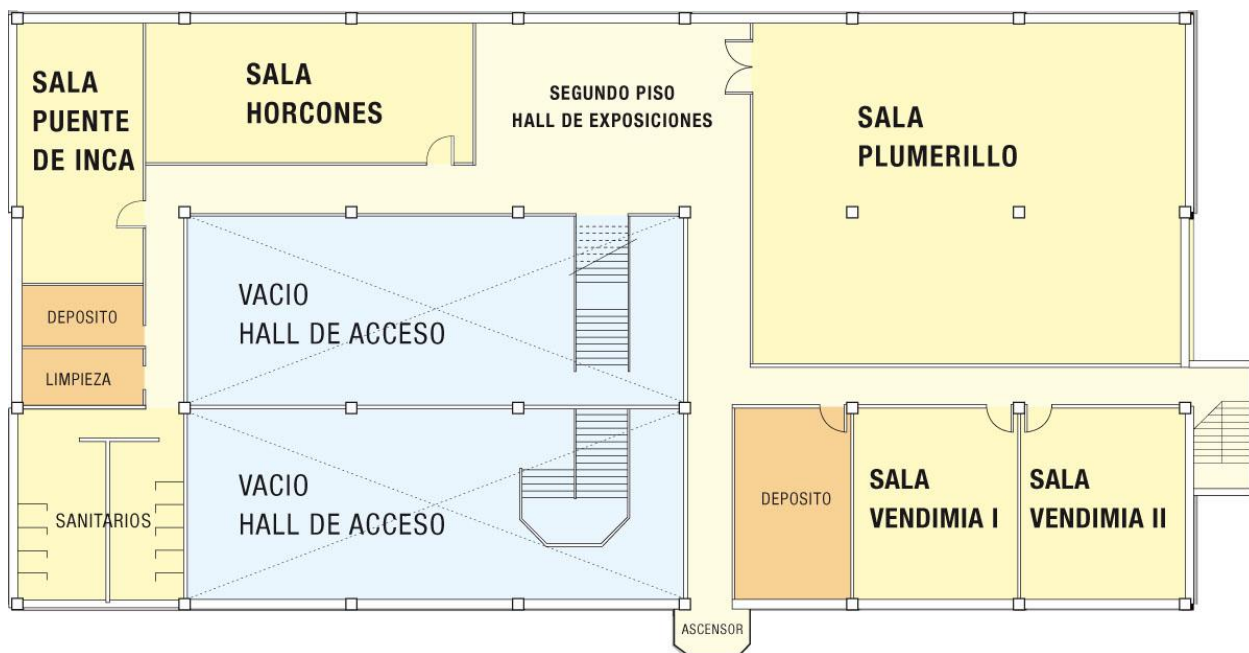 SALA
PUENTE
DE INCA
SALA
HORCONES
SEGUNDO PISO
HALL DE EXPOSICIONES
SALA
PLUMERILLO
DEPOSITO
LIMPIEZA
VACIO
HALL DE ACCESO
SANITARIOS
VACIO
HALL DE ACCESO
DEPOSITO
SALA
VENDIMIA I
SALA
VENDIMIA II
ASCENSOR